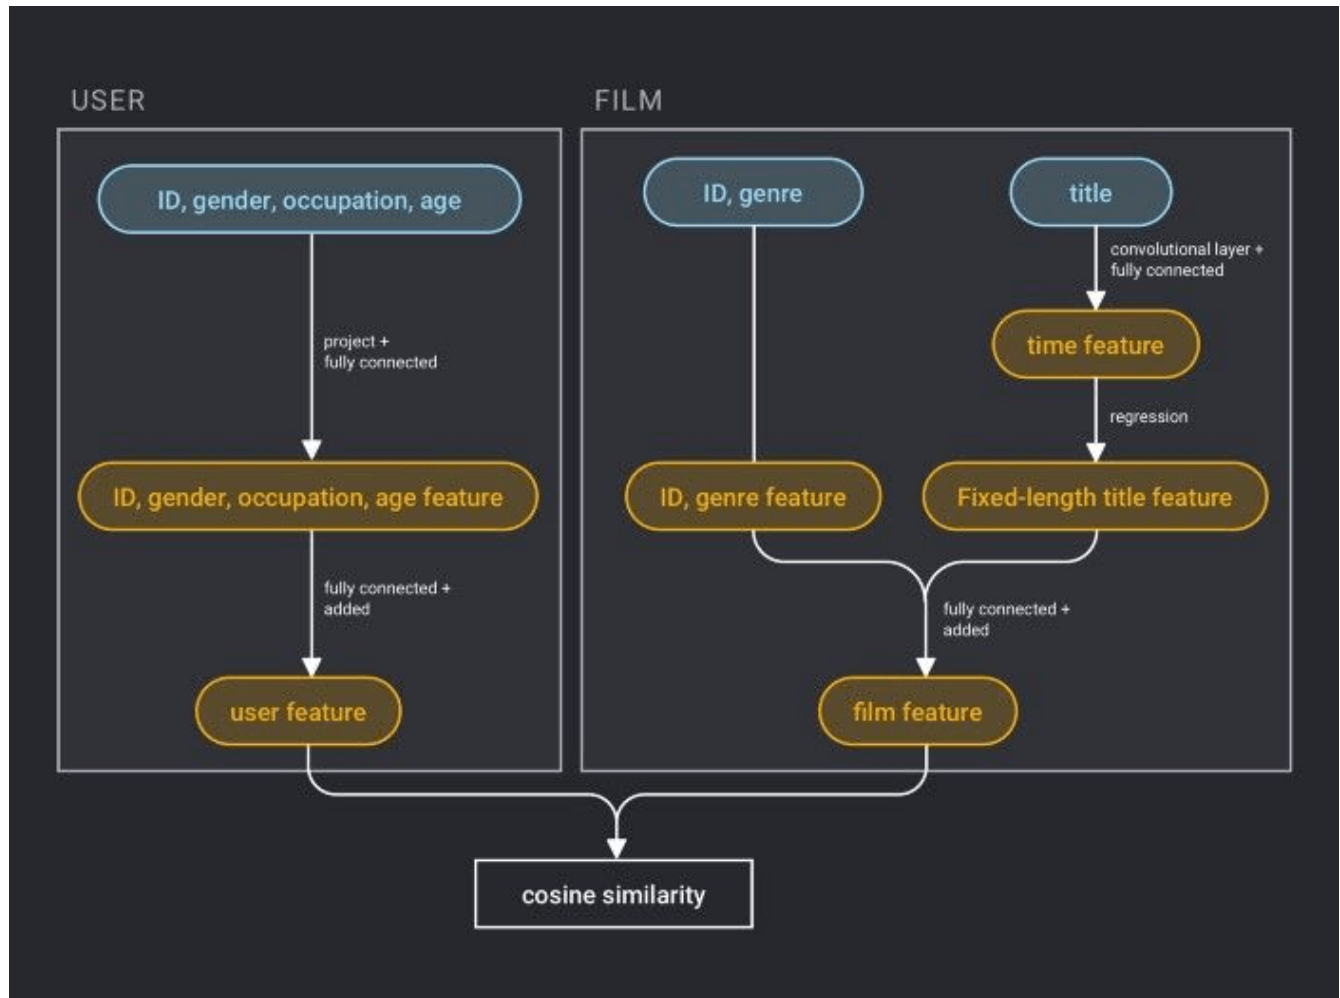 USER
ID, gender, occupation, age
project +
fully connected
ID, gender, occupation, age feature
fully connected +
added
user feature
FILM
ID, genre
title
convolutional layer +
fully connected
time feature
regression
ID, genre feature
Fixed-length title feature
fully connected +
added
film feature
cosine similarity